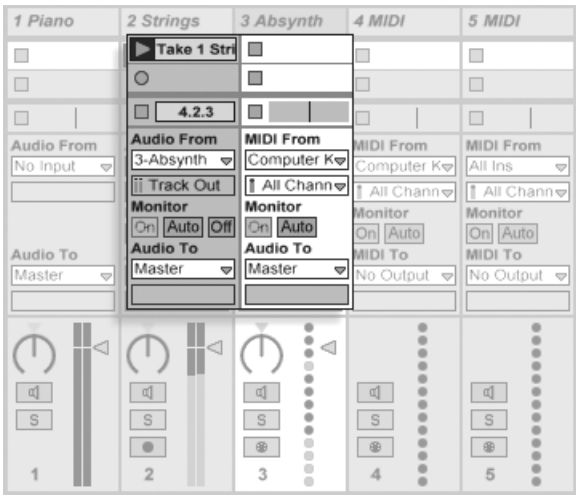 1 Piano 2 Strings 3 Absynth 4 MIDI 5 MIDI
Take 1 Stri
4.2.3
Audio From Audio From MIDI From MIDI From MIDI From
No Input 3-Absynth Computer K Computer K All Ins
Track Out All Chann All Chann All Chann
Monitor Monitor Monitor Monitor
On Auto Off On Auto On Auto On Auto
Audio To Audio To Audio To MIDI To MIDI To
Master Master Master No Output No Output
S S S S S
1 2 3 4 5